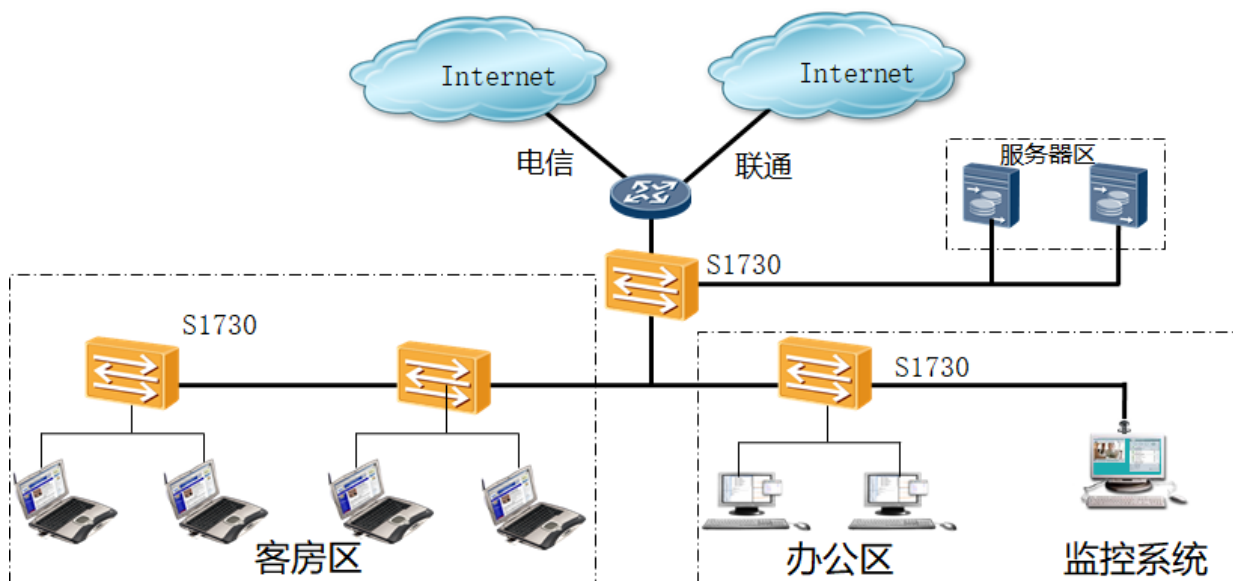 Internet
Internet
电信
联通
服务器区
S1730
S1730
S1730
客房区
办公区
监控系统